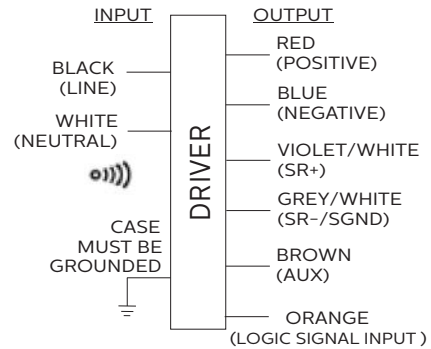 INPUT
BLACK
(LINE)
WHITE
(NEUTRAL)
CASE
MUST BE
GROUNDED
DRIVER
OUTPUT
RED
(POSITIVE)
BLUE
(NEGATIVE)
VIOLET/WHITE
(SR+)
GREY/WHITE
(SR-/SGND)
BROWN
(AUX)
ORANGE
(LOGIC SIGNAL INPUT )